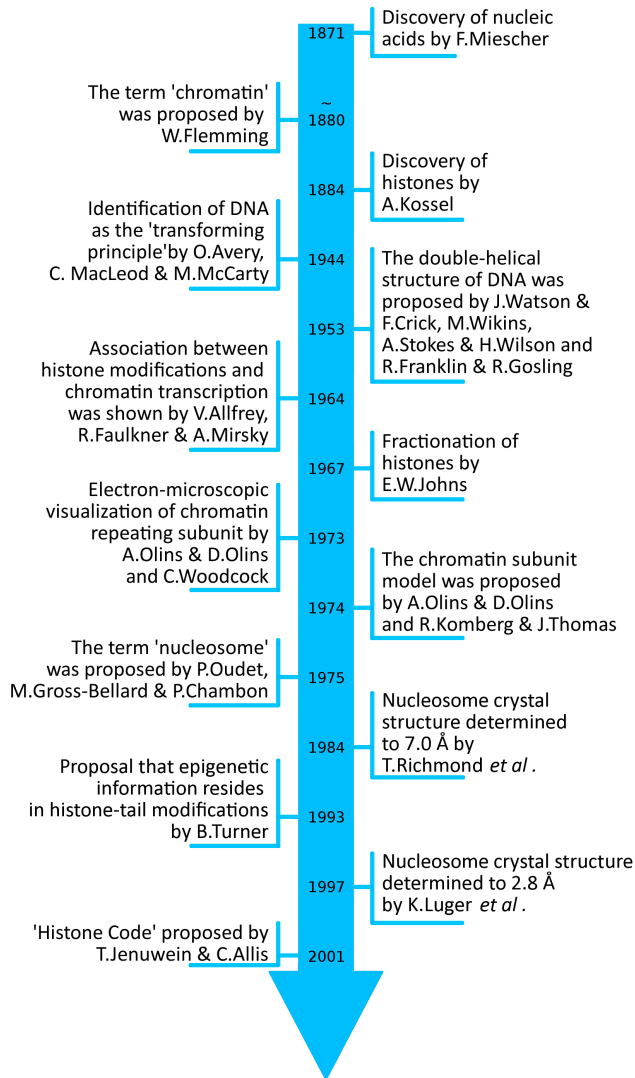 1871
Discovery of nucleic
acids by F.Miescher
The term 'chromatin'
was proposed by
W.Flemming
~
1880
1884
Discovery of
histones by
A.Kossel
Identification of DNA
as the 'transforming
principle'by O.Avery,
C. MacLeod & M.McCarty
1944
1953
The double-helical
structure of DNA was
proposed by J.Watson &
F.Crick, M.Wikins,
A.Stokes & H.Wilson and
R.Franklin & R.Gosling
Association between
histone modifications and
chromatin transcription
was shown by V.Allfrey,
R.Faulkner & A.Mirsky
1964
1967
Fractionation of
histones by
E.W.Johns
Electron-microscopic
visualization of chromatin
repeating subunit by
A.Olins & D.Olins
and C.Woodcock
1973
1974
The chromatin subunit
model was proposed
by A.Olins & D.Olins
and R.Komberg & J.Thomas
The term 'nucleosome'
was proposed by P.Oudet,
M.Gross-Bellard & P.Chambon
1975
1984
Nucleosome crystal
structure determined
to 7.0 Å by
T.Richmond et al .
Proposal that epigenetic
information resides
in histone-tail modifications
by B.Turner
1993
1997
Nucleosome crystal structure
determined to 2.8 Å
by K.Luger et al .
'Histone Code' proposed by
T.Jenuwein & C.Allis
2001